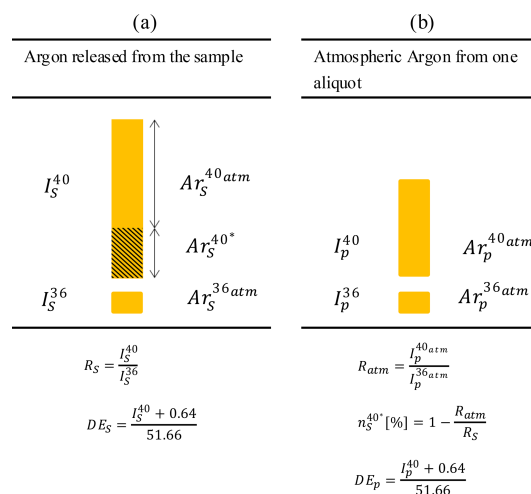 (a)
Argon released from the sample
I_S^40
Ar_S^40atm
Ar_S^40*
I_S^36
Ar_S^36atm
R_S = I_S^40 / I_S^36
DE_S = (I_S^40 + 0.64) / 51.66
(b)
Atmospheric Argon from one
aliquot
I_p^40
Ar_p^40atm
I_p^36
Ar_p^36atm
R_atm = I_p^40atm / I_p^36atm
n_S^40*[%] = 1 − R_atm / R_S
DE_p = (I_p^40 + 0.64) / 51.66